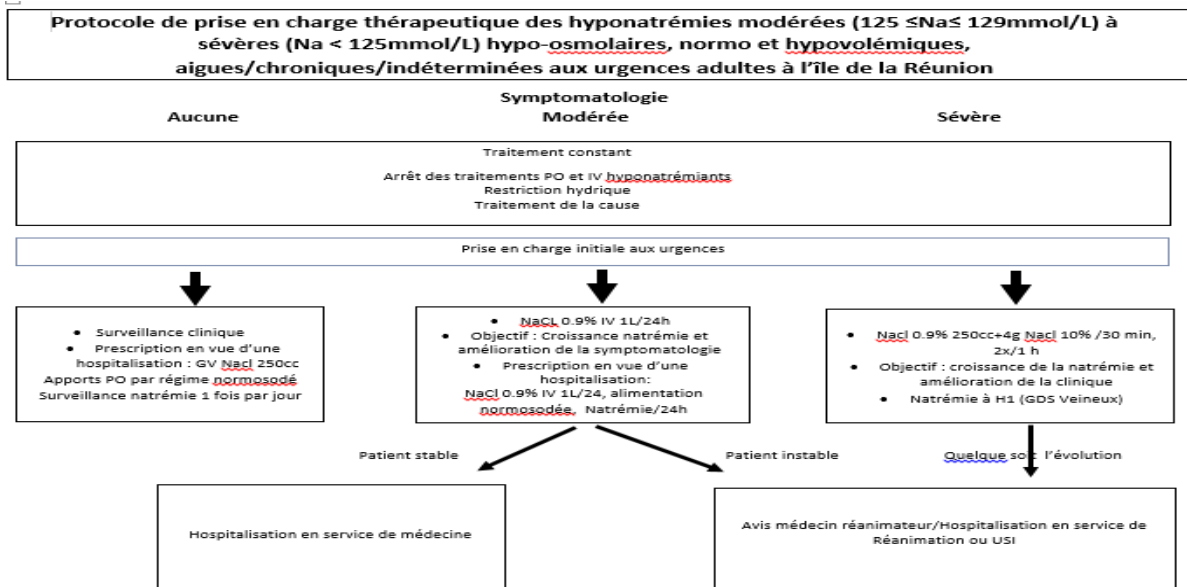 Protocole de prise en charge thérapeutique des hyponatrémies modérées (125 ≤Na≤ 129mmol/L) à
sévères (Na < 125mmol/L) hypo-osmolaires, normo et hypovolémiques,
aigues/chroniques/indéterminées aux urgences adultes à l'île de la Réunion
Symptomatologie
Aucune
Modérée
Sévère
Traitement constant
Arrêt des traitements PO et IV hyponatrémiants
Restriction hydrique
Traitement de la cause
Prise en charge initiale aux urgences
• Surveillance clinique
• Prescription en vue d'une
hospitalisation : GV Nacl 250cc
Apports PO par régime normosodé
Surveillance natrémie 1 fois par jour
• NaCL 0.9% IV 1L/24h
• Objectif : Croissance natrémie et
amélioration de la symptomatologie
• Prescription en vue d'une
hospitalisation:
NaCl 0.9% IV 1L/24, alimentation
normosodée, Natrémie/24h
• Nacl 0.9% 250cc+4g Nacl 10% /30 min,
2x/1 h
• Objectif : croissance de la natrémie et
amélioration de la clinique
• Natrémie à H1 (GDS Veineux)
Patient stable
Patient instable
Quelque soit l'évolution
Hospitalisation en service de médecine
Avis médecin réanimateur/Hospitalisation en service de
Réanimation ou USI